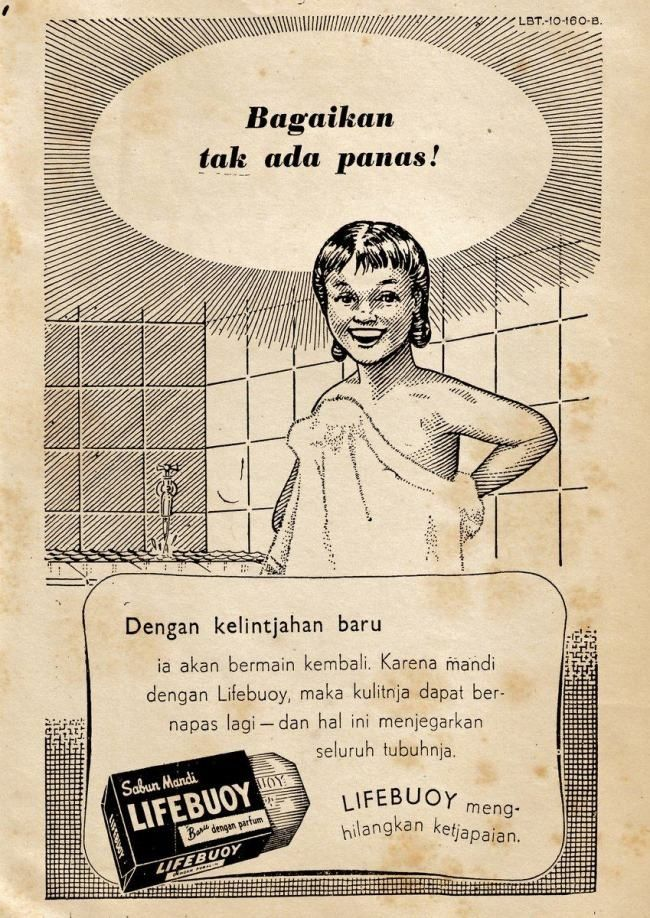 LBT.-10-160-B.
Bagaikan
tak ada panas!
Dengan kelintjahan baru
ia akan bermain kembali. Karena mandi
dengan Lifebuoy, maka kulitnja dapat ber-
napas lagi — dan hal ini menjegarkan
seluruh tubuhnja.
Sabun Mandi
LIFEBUOY
Baru dengan parfum
LIFEBUOY
LIFEBUOY meng-
hilangkan ketjapaian.